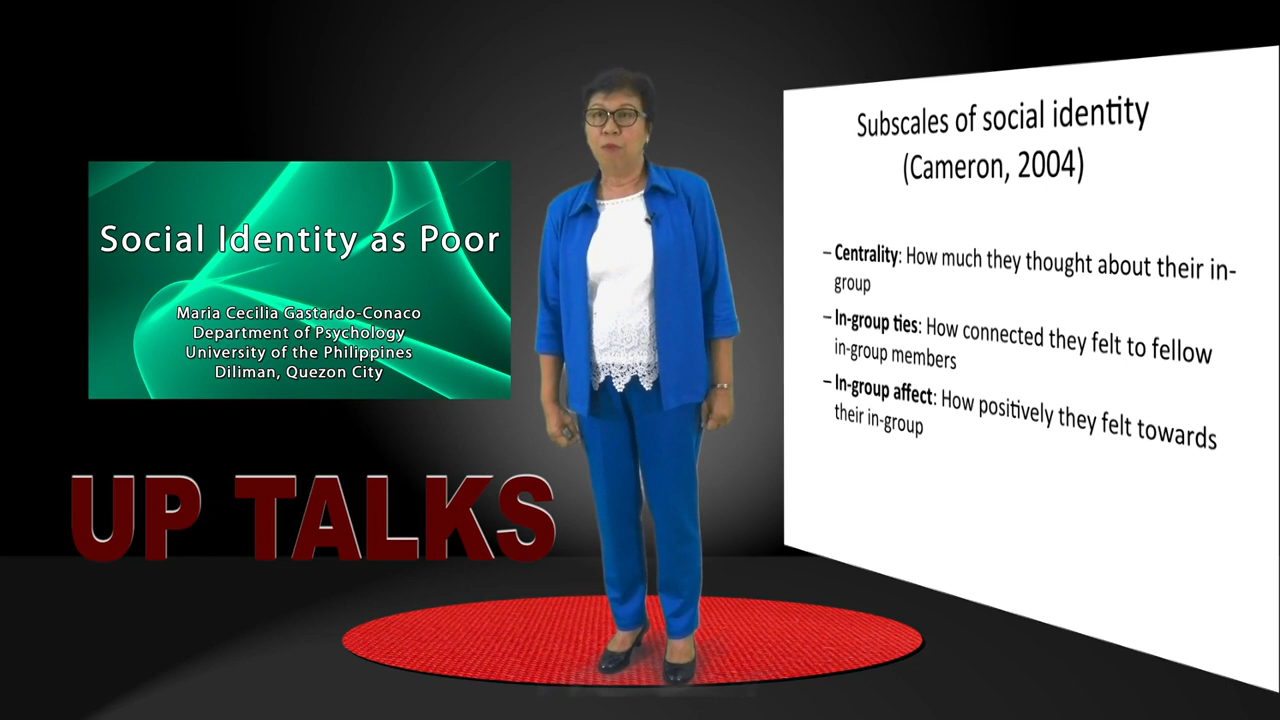 Social Identity as Poor
Maria Cecilia Gastardo-Conaco
Department of Psychology
University of the Philippines
Diliman, Quezon City
UP TALKS
Subscales of social identity
(Cameron, 2004)
– Centrality: How much they thought about their in-
group
– In-group ties: How connected they felt to fellow
in-group members
– In-group affect: How positively they felt towards
their in-group